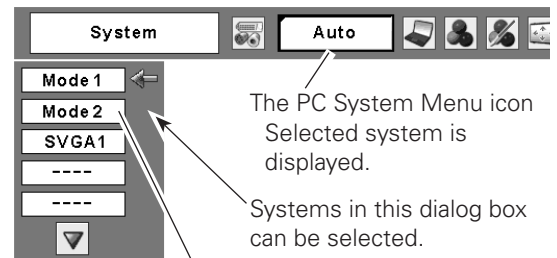 System
Auto
Mode 1
Mode 2
SVGA1
----
----
The PC System Menu icon
Selected system is
displayed.
Systems in this dialog box
can be selected.